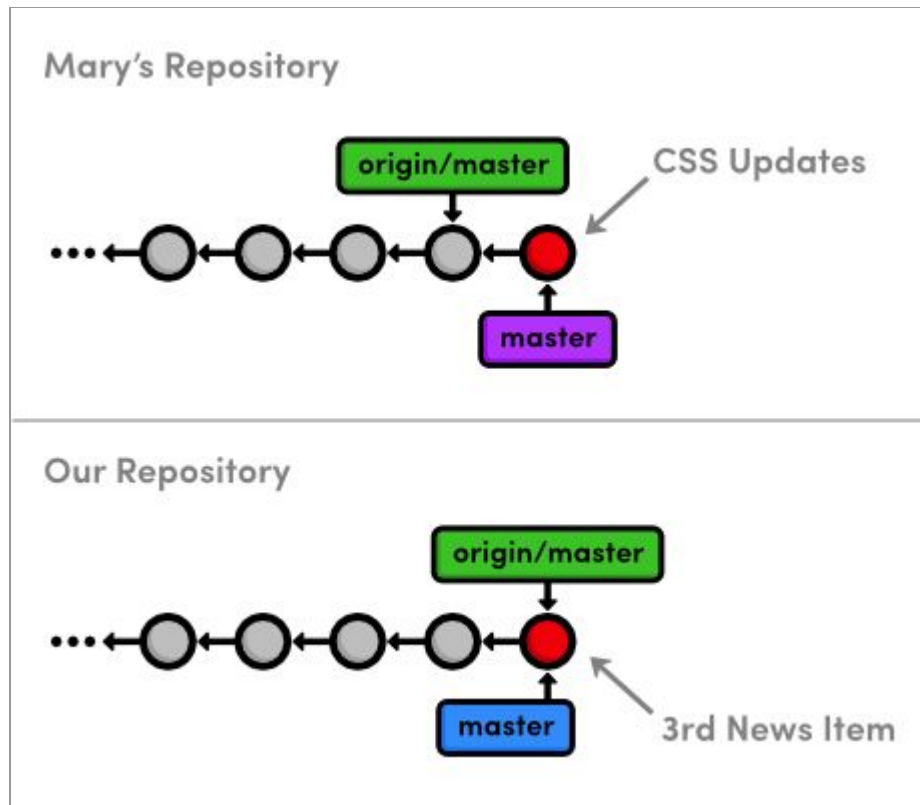 Mary's Repository
origin/master
CSS Updates
master
Our Repository
origin/master
master
3rd News Item